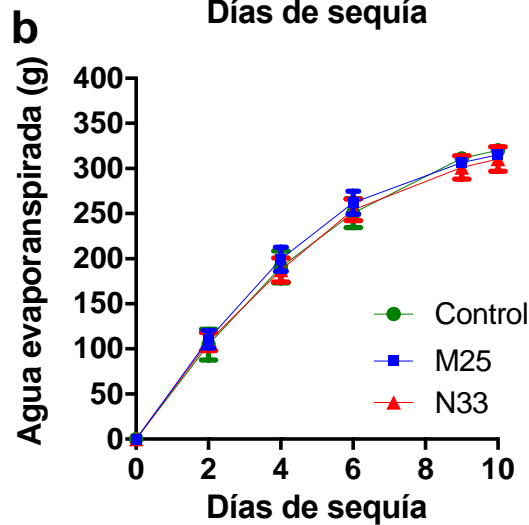 Días de sequía
b
Agua evaporanspirada (g)
400
350
300
250
200
150
100
50
0
Control
M25
N33
0 2 4 6 8 10
Días de sequía